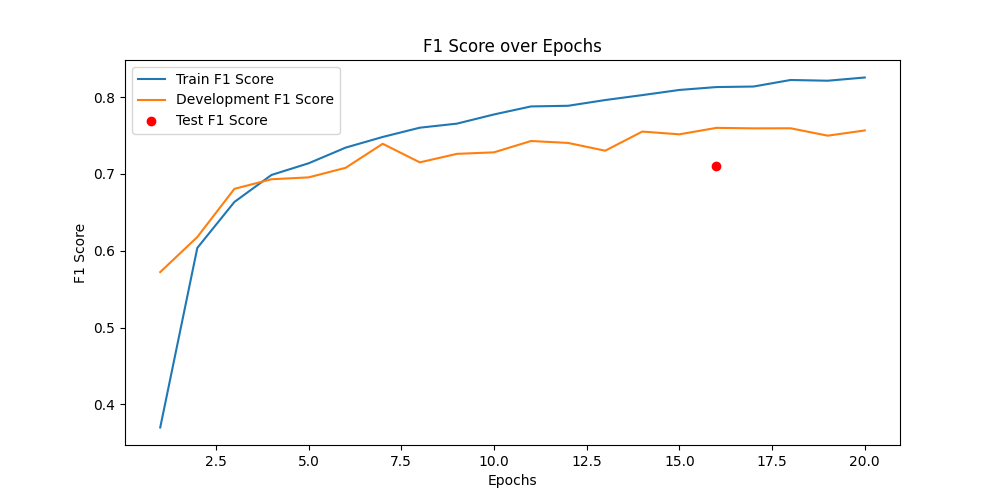 F1 Score over Epochs
Train F1 Score
Development F1 Score
Test F1 Score
F1 Score
0.8
0.7
0.6
0.5
0.4
2.5 5.0 7.5 10.0 12.5 15.0 17.5 20.0
Epochs